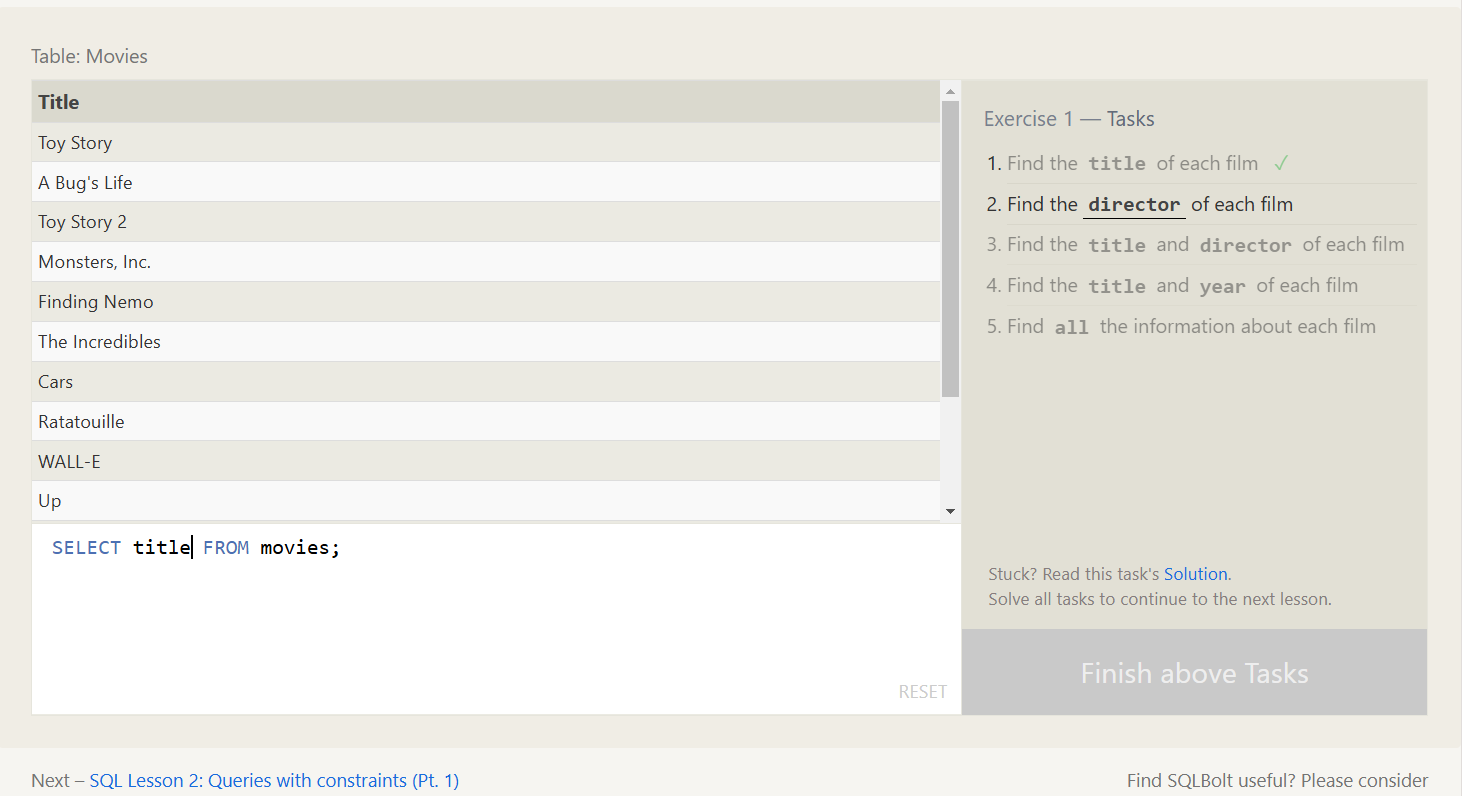 Table: Movies
Title
Toy Story
A Bug's Life
Toy Story 2
Monsters, Inc.
Finding Nemo
The Incredibles
Cars
Ratatouille
WALL-E
Up
SELECT title FROM movies;
RESET
Exercise 1 — Tasks
1. Find the title of each film ✓
2. Find the director of each film
3. Find the title and director of each film
4. Find the title and year of each film
5. Find all the information about each film
Stuck? Read this task's Solution.
Solve all tasks to continue to the next lesson.
Finish above Tasks
Next – SQL Lesson 2: Queries with constraints (Pt. 1)
Find SQLBolt useful? Please consider